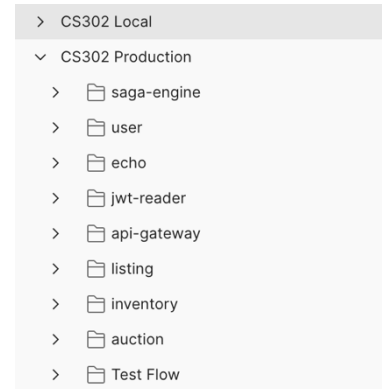 CS302 Local
CS302 Production
saga-engine
user
echo
jwt-reader
api-gateway
listing
inventory
auction
Test Flow